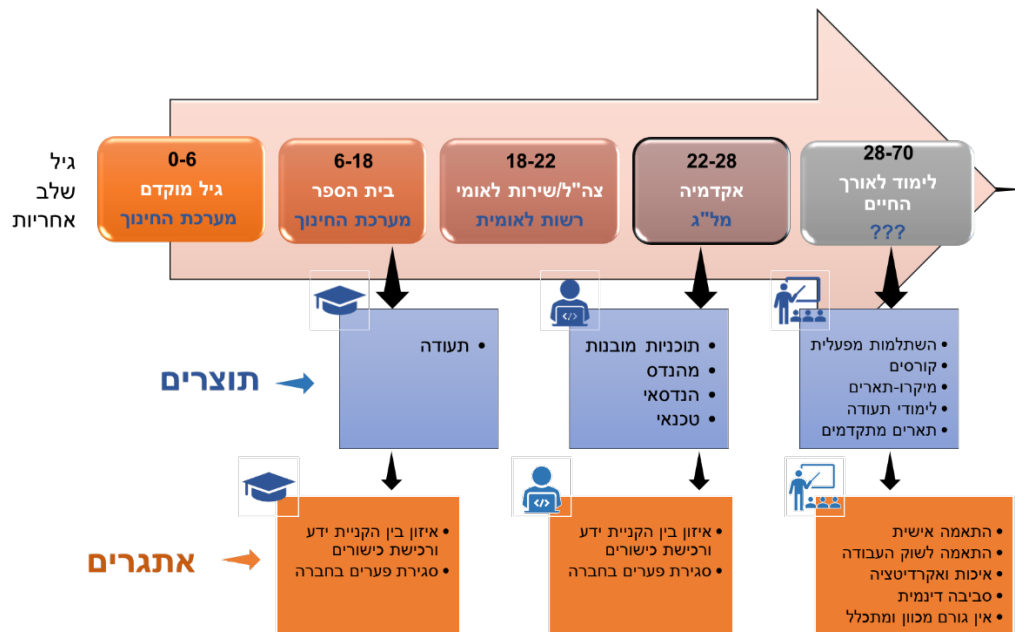 גיל
שלב
אחריות
0-6
גיל מוקדם
מערכת החינוך
6-18
בית הספר
מערכת החינוך
18-22
צה"ל/שירות לאומי
רשות לאומית
22-28
אקדמיה
מל"ג
28-70
לימוד לאורך
החיים
???
תוצרים
• תעודה
• תוכניות מובנות
• מהנדס
• הנדסאי
• טכנאי
• השתלמות מפעלית
• קורסים
• מיקרו-תארים
• לימודי תעודה
• תארים מתקדמים
אתגרים
• איזון בין הקניית ידע
ורכישת כישורים
• סגירת פערים בחברה
• איזון בין הקניית ידע
ורכישת כישורים
• סגירת פערים בחברה
• התאמה אישית
• התאמה לשוק העבודה
• איכות ואקרדיטציה
• סביבה דינמית
• אין גורם מכוון ומתכלל